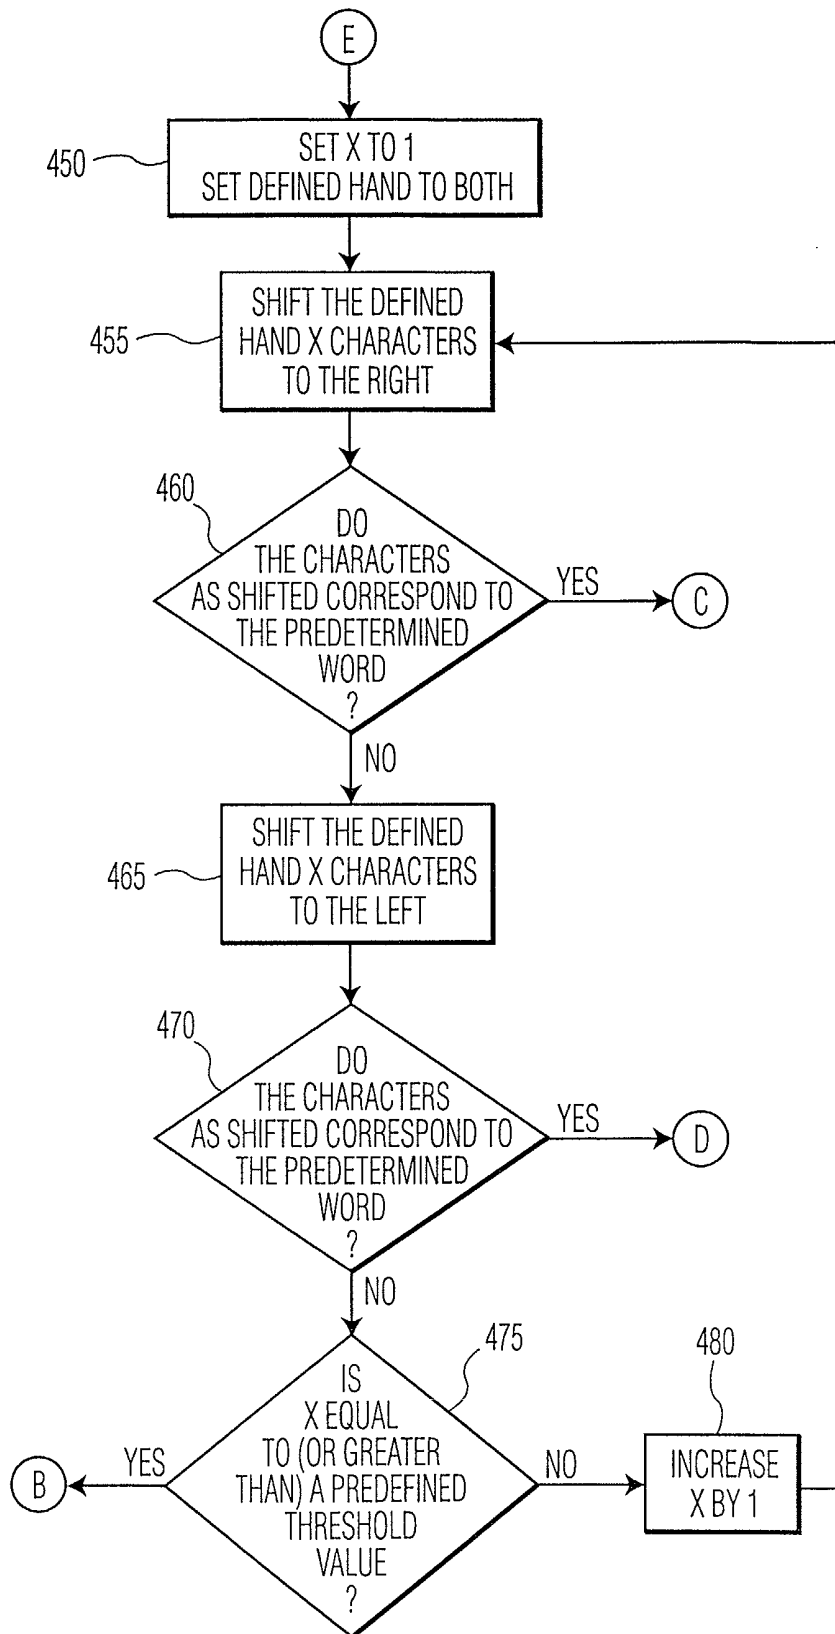 E
450
SET X TO 1
SET DEFINED HAND TO BOTH
455
SHIFT THE DEFINED
HAND X CHARACTERS
TO THE RIGHT
460
DO
THE CHARACTERS
AS SHIFTED CORRESPOND TO
THE PREDETERMINED
WORD
?
YES
C
NO
465
SHIFT THE DEFINED
HAND X CHARACTERS
TO THE LEFT
470
DO
THE CHARACTERS
AS SHIFTED CORRESPOND TO
THE PREDETERMINED
WORD
?
YES
D
NO
475
IS
X EQUAL
TO (OR GREATER
THAN) A PREDEFINED
THRESHOLD
VALUE
?
YES
B
NO
480
INCREASE
X BY 1